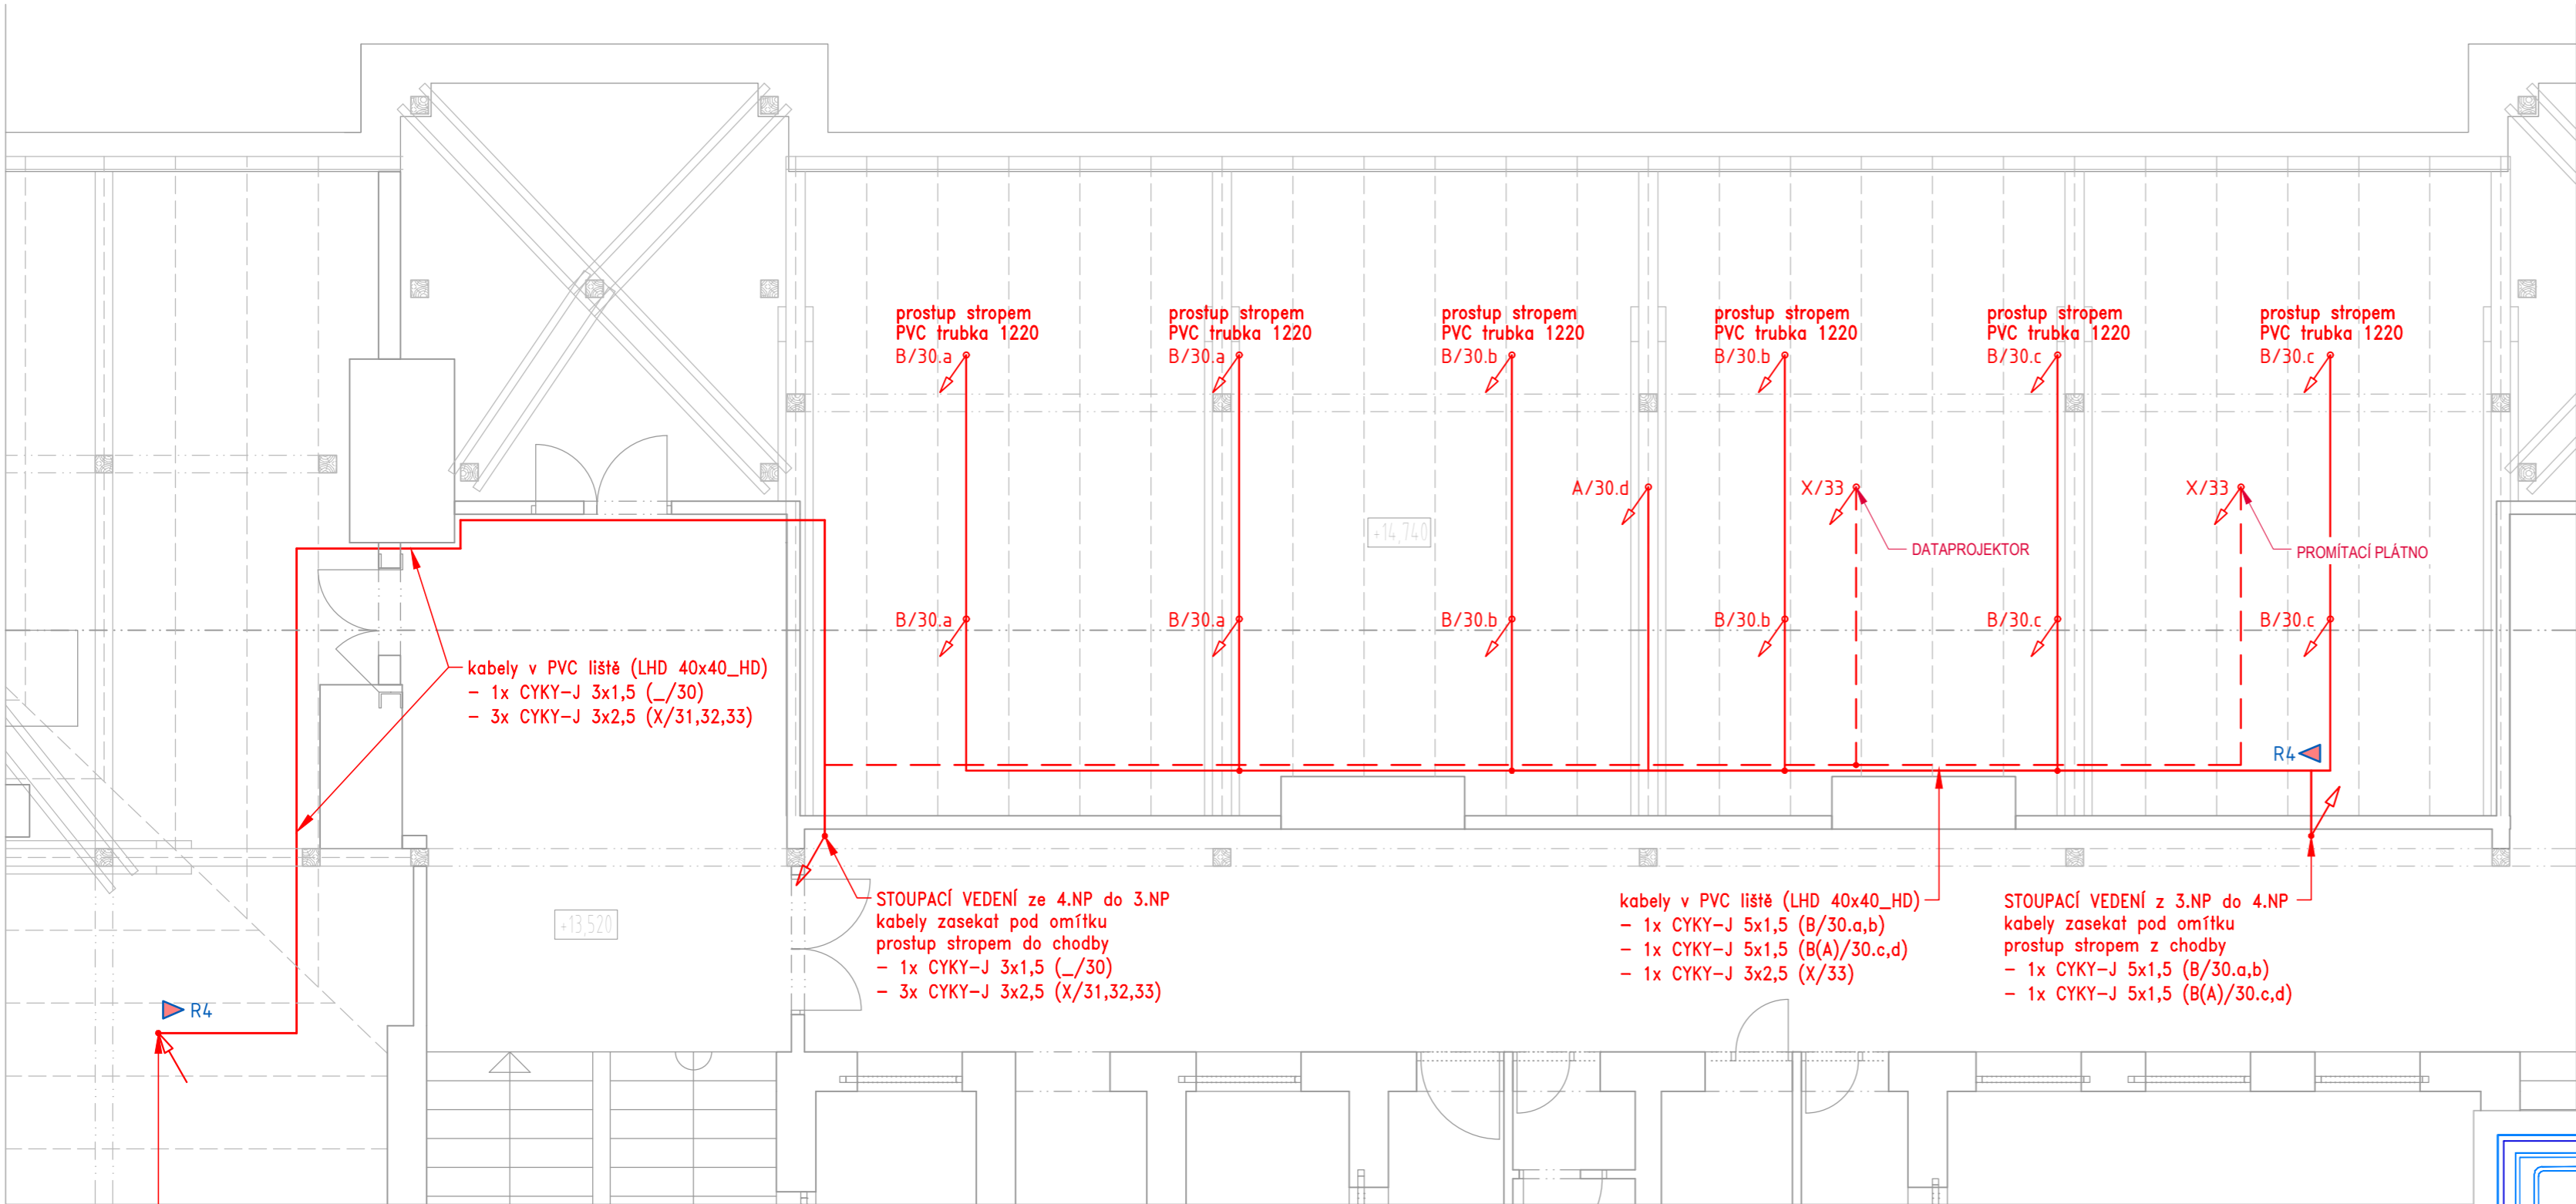 prostup stropem
PVC trubka 1220
B/30.a
prostup stropem
PVC trubka 1220
B/30.a
prostup stropem
PVC trubka 1220
B/30.b
prostup stropem
PVC trubka 1220
B/30.b
prostup stropem
PVC trubka 1220
B/30.c
prostup stropem
PVC trubka 1220
B/30.c
A/30.d
X/33
X/33
+14,740
DATAPROJEKTOR
PROMÍTACÍ PLÁTNO
B/30.a
B/30.a
B/30.b
B/30.b
B/30.c
B/30.c
kabely v PVC liště (LHD 40x40_HD)
- 1x CYKY-J 3x1,5 (_/30)
- 3x CYKY-J 3x2,5 (X/31,32,33)
R4
+13,520
STOUPACÍ VEDENÍ ze 4.NP do 3.NP
kabely zasekat pod omítku
prostup stropem do chodby
- 1x CYKY-J 3x1,5 (_/30)
- 3x CYKY-J 3x2,5 (X/31,32,33)
kabely v PVC liště (LHD 40x40_HD)
- 1x CYKY-J 5x1,5 (B/30.a,b)
- 1x CYKY-J 5x1,5 (B(A)/30.c,d)
- 1x CYKY-J 3x2,5 (X/33)
STOUPACÍ VEDENÍ z 3.NP do 4.NP
kabely zasekat pod omítku
prostup stropem z chodby
- 1x CYKY-J 5x1,5 (B/30.a,b)
- 1x CYKY-J 5x1,5 (B(A)/30.c,d)
R4